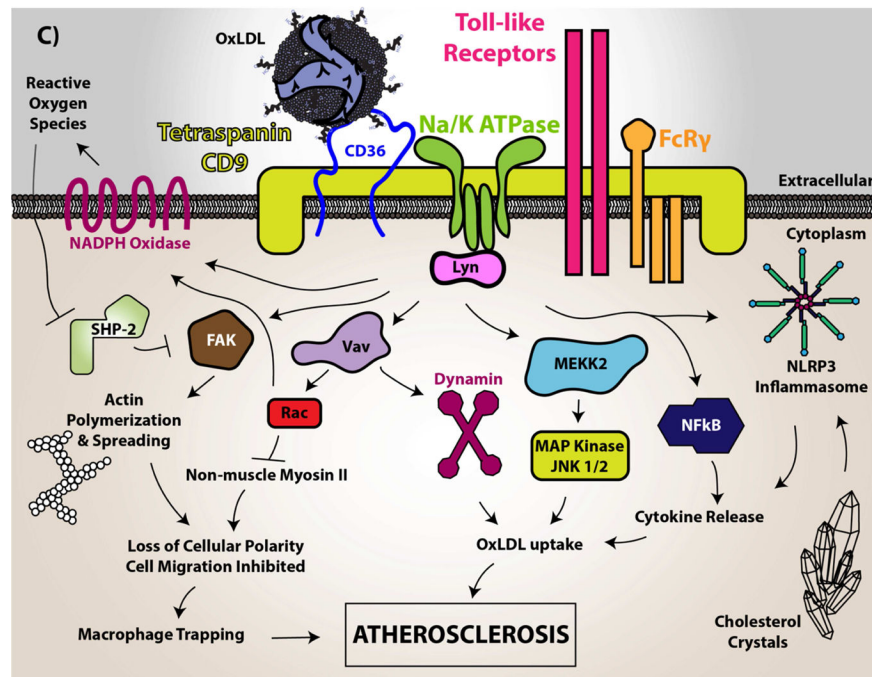 C)
OxLDL
Toll-like
Receptors
Reactive
Oxygen
Species
Tetraspanin
CD9
CD36
Na/K ATPase
FcRγ
Extracellular
NADPH Oxidase
Cytoplasm
Lyn
SHP-2
FAK
Vav
MEKK2
NLRP3
Inflammasome
Dynamin
Actin
Polymerization
& Spreading
Rac
NFkB
MAP Kinase
JNK 1/2
Non-muscle Myosin II
Cytokine Release
Loss of Cellular Polarity
Cell Migration Inhibited
OxLDL uptake
Macrophage Trapping
ATHEROSCLEROSIS
Cholesterol
Crystals